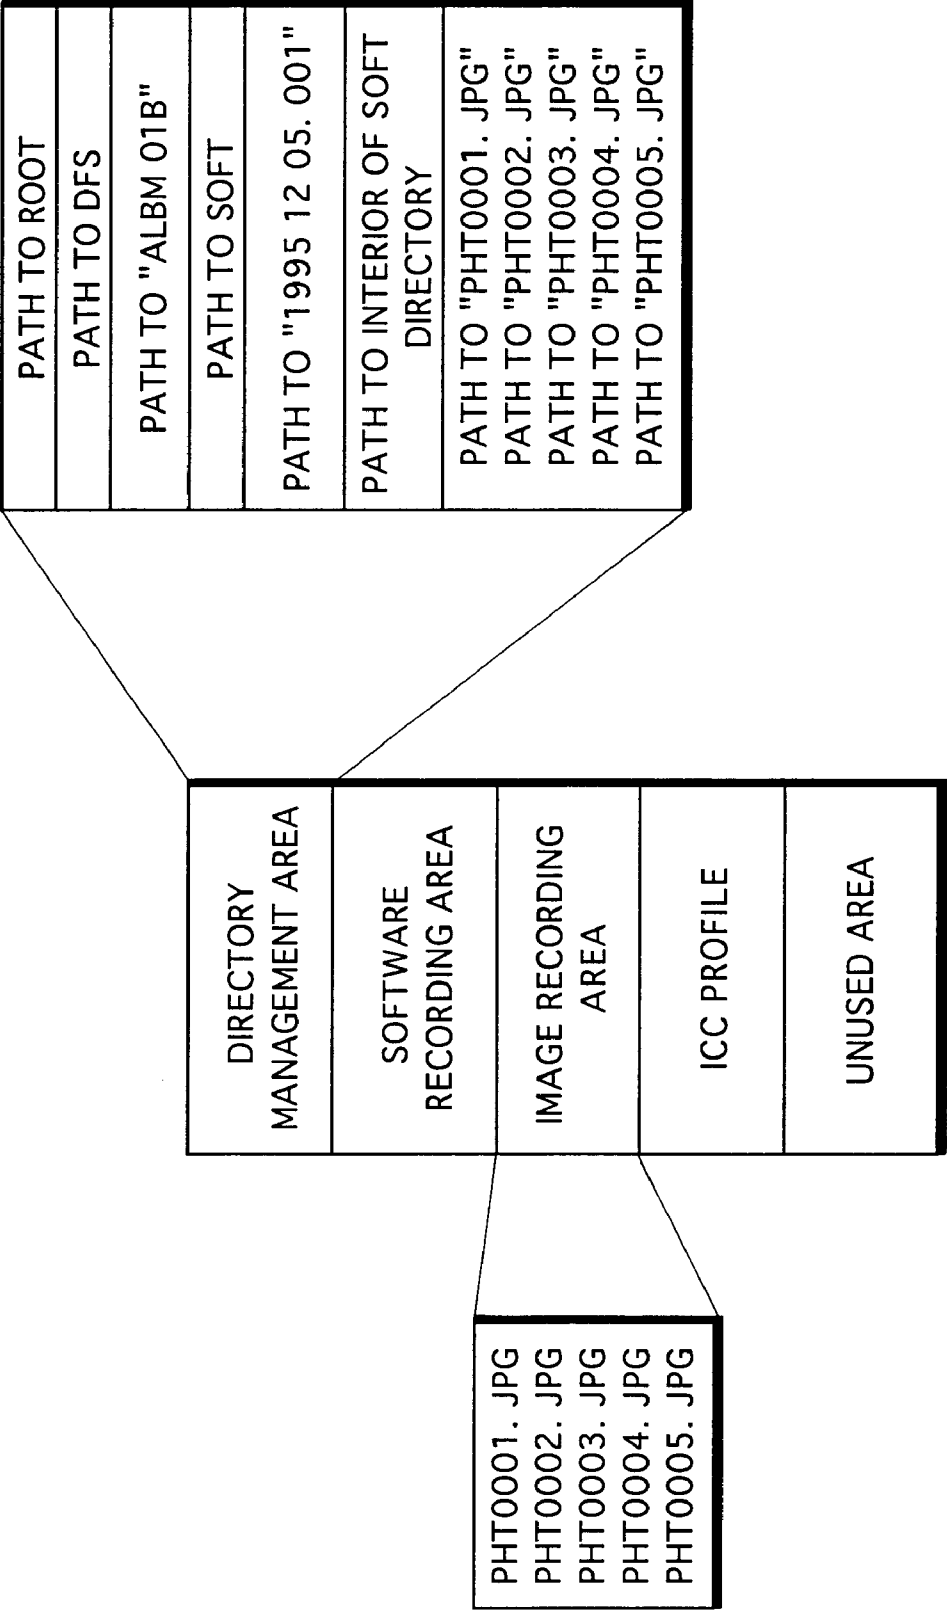 PHT0001. JPG
PHT0002. JPG
PHT0003. JPG
PHT0004. JPG
PHT0005. JPG
DIRECTORY
MANAGEMENT AREA
SOFTWARE
RECORDING AREA
IMAGE RECORDING
AREA
ICC PROFILE
UNUSED AREA
PATH TO ROOT
PATH TO DFS
PATH TO "ALBM 01B"
PATH TO SOFT
PATH TO "1995 12 05. 001"
PATH TO INTERIOR OF SOFT
DIRECTORY
PATH TO "PHT0001. JPG"
PATH TO "PHT0002. JPG"
PATH TO "PHT0003. JPG"
PATH TO "PHT0004. JPG"
PATH TO "PHT0005. JPG"